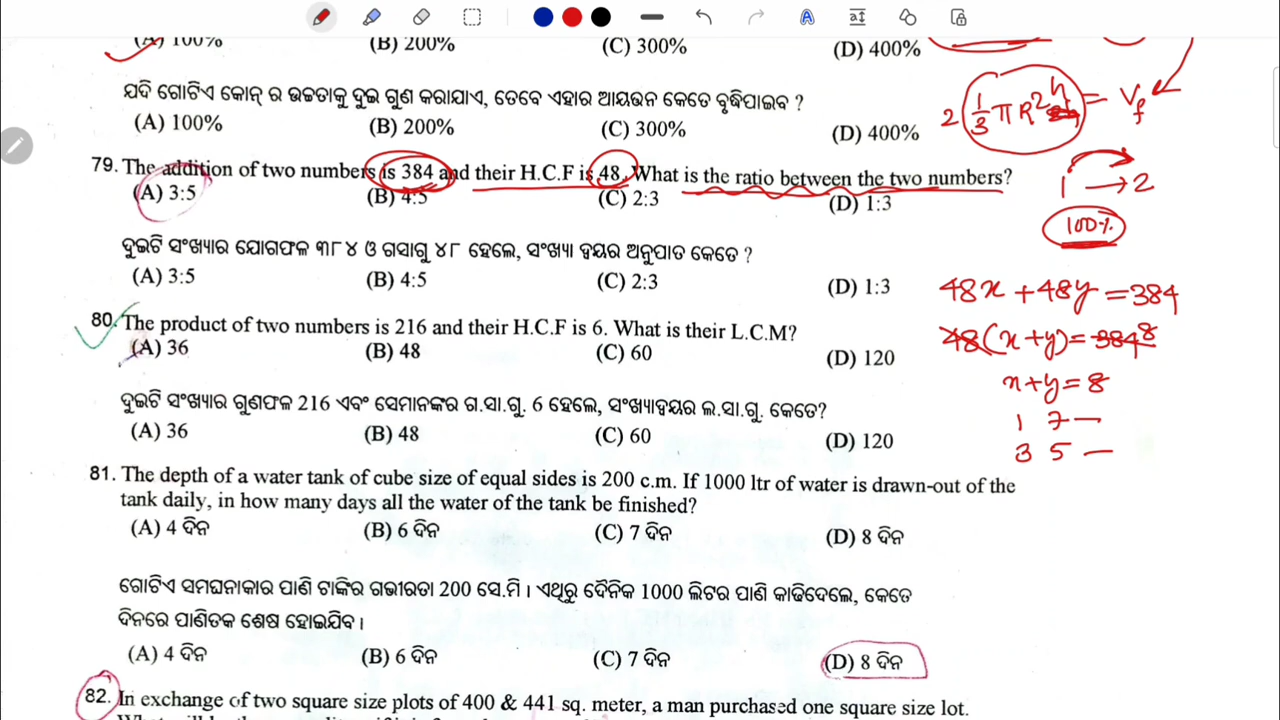 (A) 100% (B) 200% (C) 300% (D) 400%
ଯଦି ଗୋଟିଏ କୋନ୍ ର ଉଚ୍ଚତାକୁ ଦୁଇ ଗୁଣ କରାଯାଏ, ତେବେ ଏହାର ଆୟତନ କେତେ ବୃଦ୍ଧିପାଇବ ?
(A) 100% (B) 200% (C) 300% (D) 400%
79. The addition of two numbers is 384 and their H.C.F is 48. What is the ratio between the two numbers?
(A) 3:5 (B) 4:5 (C) 2:3 (D) 1:3
ଦୁଇଟି ସଂଖ୍ୟାର ଯୋଗଫଳ ୩୮୪ ଓ ଗସାଗୁ ୪୮ ହେଲେ, ସଂଖ୍ୟା ଦ୍ୱୟର ଅନୁପାତ କେତେ ?
(A) 3:5 (B) 4:5 (C) 2:3 (D) 1:3
80. The product of two numbers is 216 and their H.C.F is 6. What is their L.C.M?
(A) 36 (B) 48 (C) 60 (D) 120
ଦୁଇଟି ସଂଖ୍ୟାର ଗୁଣଫଳ 216 ଏବଂ ସେମାନଙ୍କର ଗ.ସା.ଗୁ. 6 ହେଲେ, ସଂଖ୍ୟାଦ୍ୱୟର ଲ.ସା.ଗୁ. କେତେ?
(A) 36 (B) 48 (C) 60 (D) 120
81. The depth of a water tank of cube size of equal sides is 200 c.m. If 1000 ltr of water is drawn-out of the
tank daily, in how many days all the water of the tank be finished?
(A) 4 ଦିନ (B) 6 ଦିନ (C) 7 ଦିନ (D) 8 ଦିନ
ଗୋଟିଏ ସମଘନାକାର ପାଣି ଟାଙ୍କିର ଗଭୀରତା 200 ସେ.ମି । ଏଥିରୁ ଦୈନିକ 1000 ଲିଟର ପାଣି କାଢିଦେଲେ, କେତେ
ଦିନରେ ପାଣିତକ ଶେଷ ହୋଇଯିବ ।
(A) 4 ଦିନ (B) 6 ଦିନ (C) 7 ଦିନ (D) 8 ଦିନ
82. In exchange of two square size plots of 400 & 441 sq. meter, a man purchased one square size lot.
2(1/3 πR²h) = Vf
1 → 2
100%
48x + 48y = 384
48(x + y) = 384 8
x + y = 8
1 7 —
3 5 —